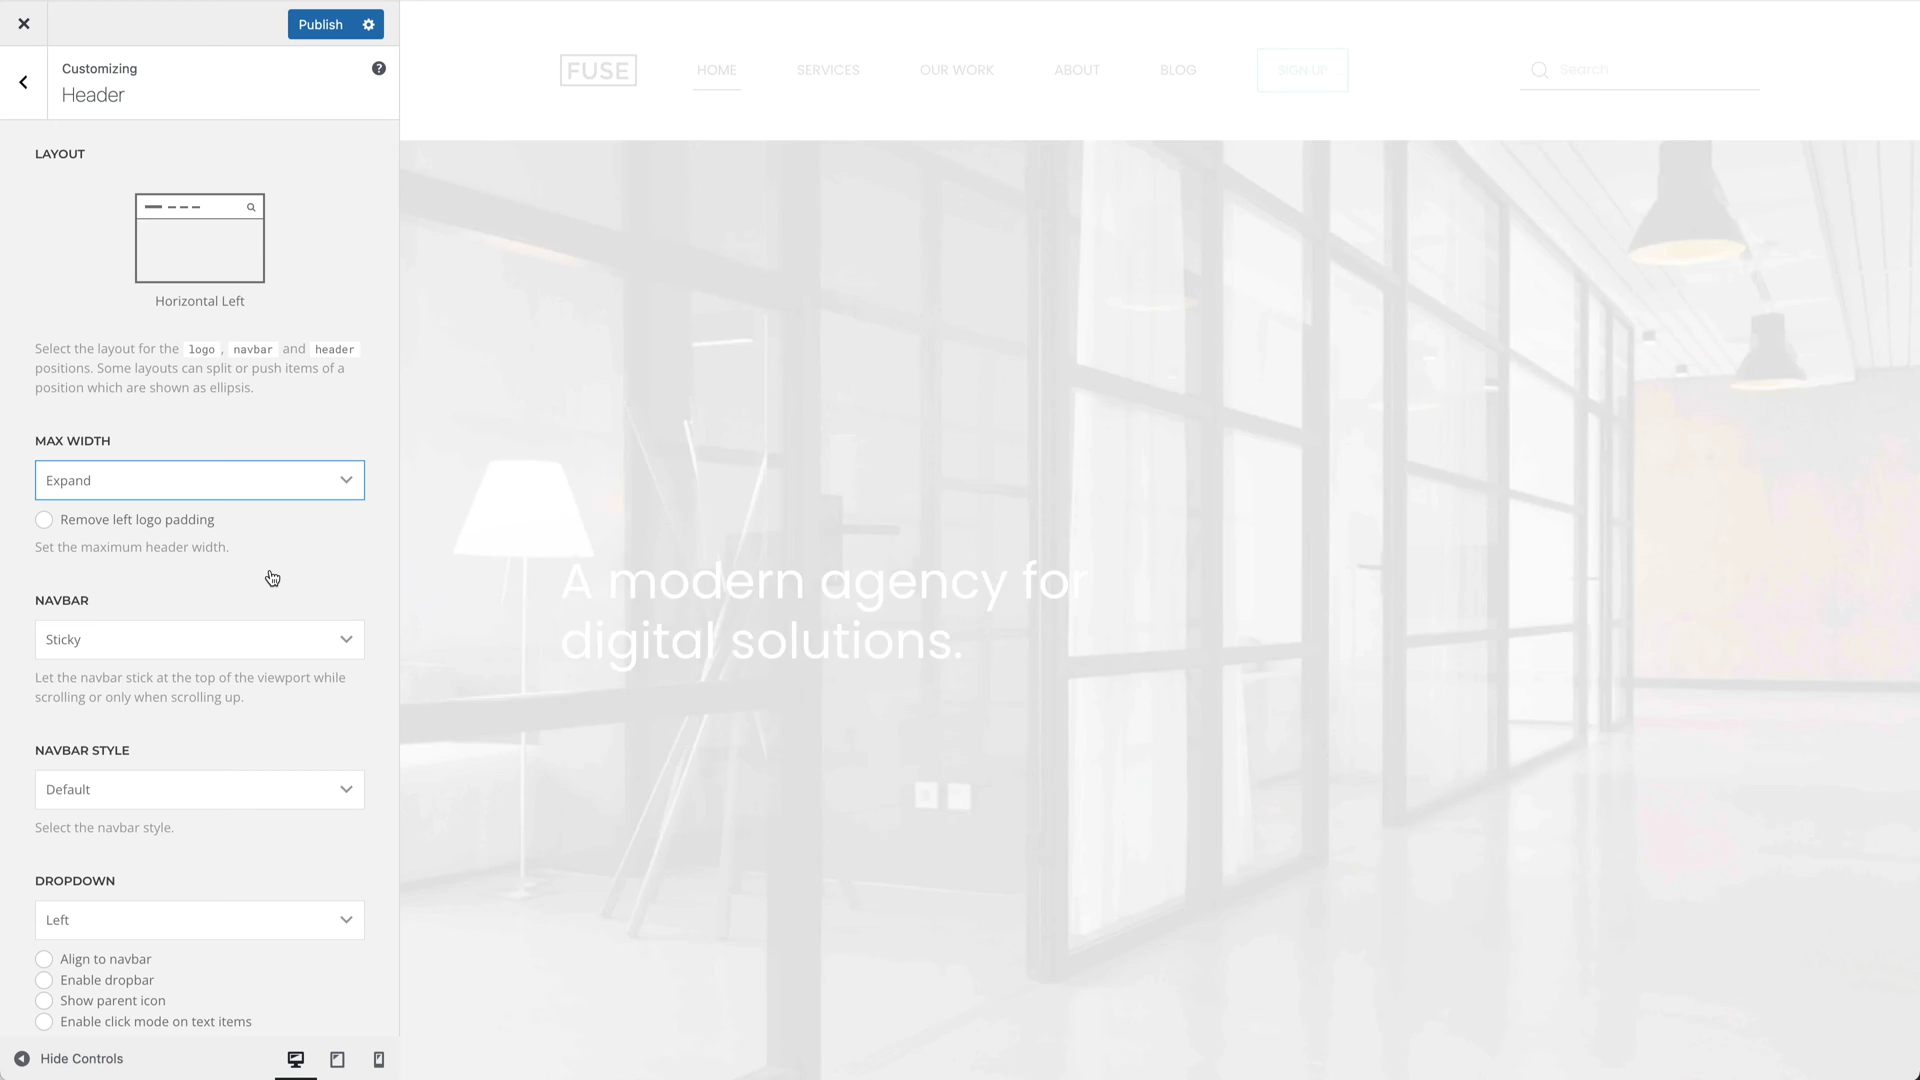 Publish
Customizing
Header
LAYOUT
Horizontal Left
Select the layout for the logo , navbar and header
positions. Some layouts can split or push items of a
position which are shown as ellipsis.
MAX WIDTH
Expand
Remove left logo padding
Set the maximum header width.
NAVBAR
Sticky
Let the navbar stick at the top of the viewport while
scrolling or only when scrolling up.
NAVBAR STYLE
Default
Select the navbar style.
DROPDOWN
Left
Align to navbar
Enable dropbar
Show parent icon
Enable click mode on text items
Hide Controls
FUSE HOME SERVICES OUR WORK ABOUT BLOG SIGN UP Search
A modern agency for
digital solutions.